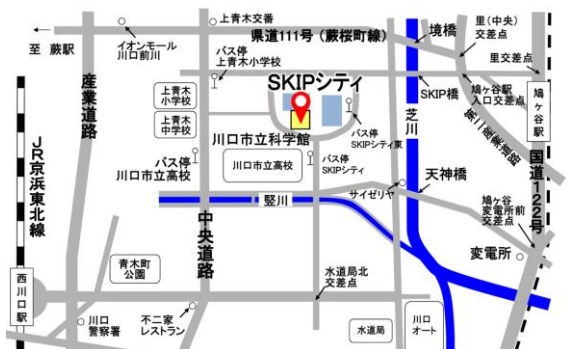 上青木交番
至 蕨駅
イオンモール
川口前川
県道111号 (蕨桜町線)
境橋
里(中央)
交差点
里交差点
バス停
上青木小学校
産業道路
上青木
小学校
SKIPシティ
SKIP橋
鳩ヶ谷駅
入口交差点
鳩ヶ谷駅
上青木
中学校
バス停
SKIPシティ東
芝川
第二産業道路
川口市立科学館
JR京浜東北線
バス停
川口市立高校
川口市立高校
バス停
SKIPシティ
国道122号
天神橋
サイゼリヤ
竪川
鳩ヶ谷
変電所前
交差点
中央道路
変電所
青木町
公園
水道局北
交差点
西川口駅
川口
警察署
不二家
レストラン
水道局
川口
オート